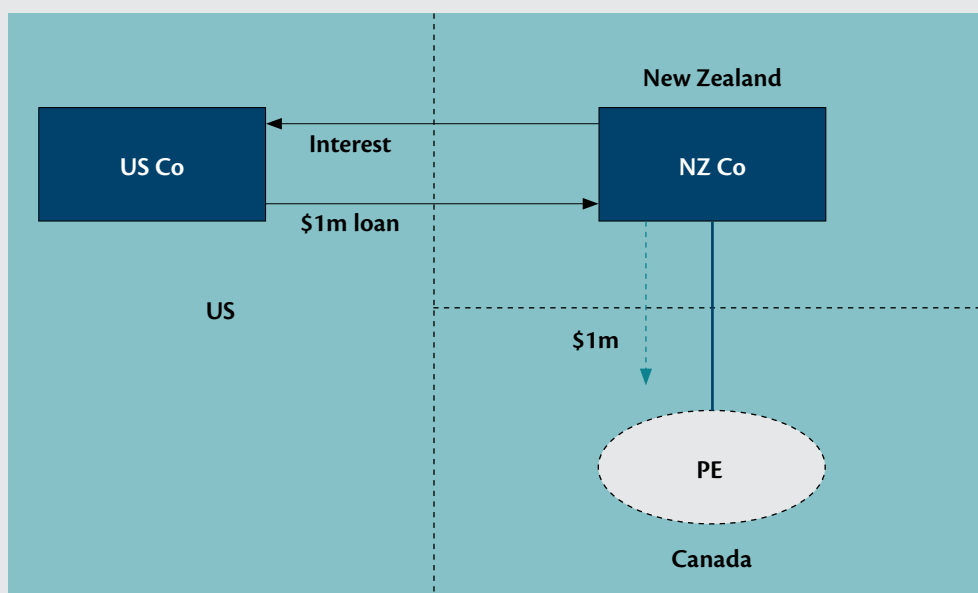 New Zealand
US Co
Interest
NZ Co
$1m loan
US
$1m
PE
Canada